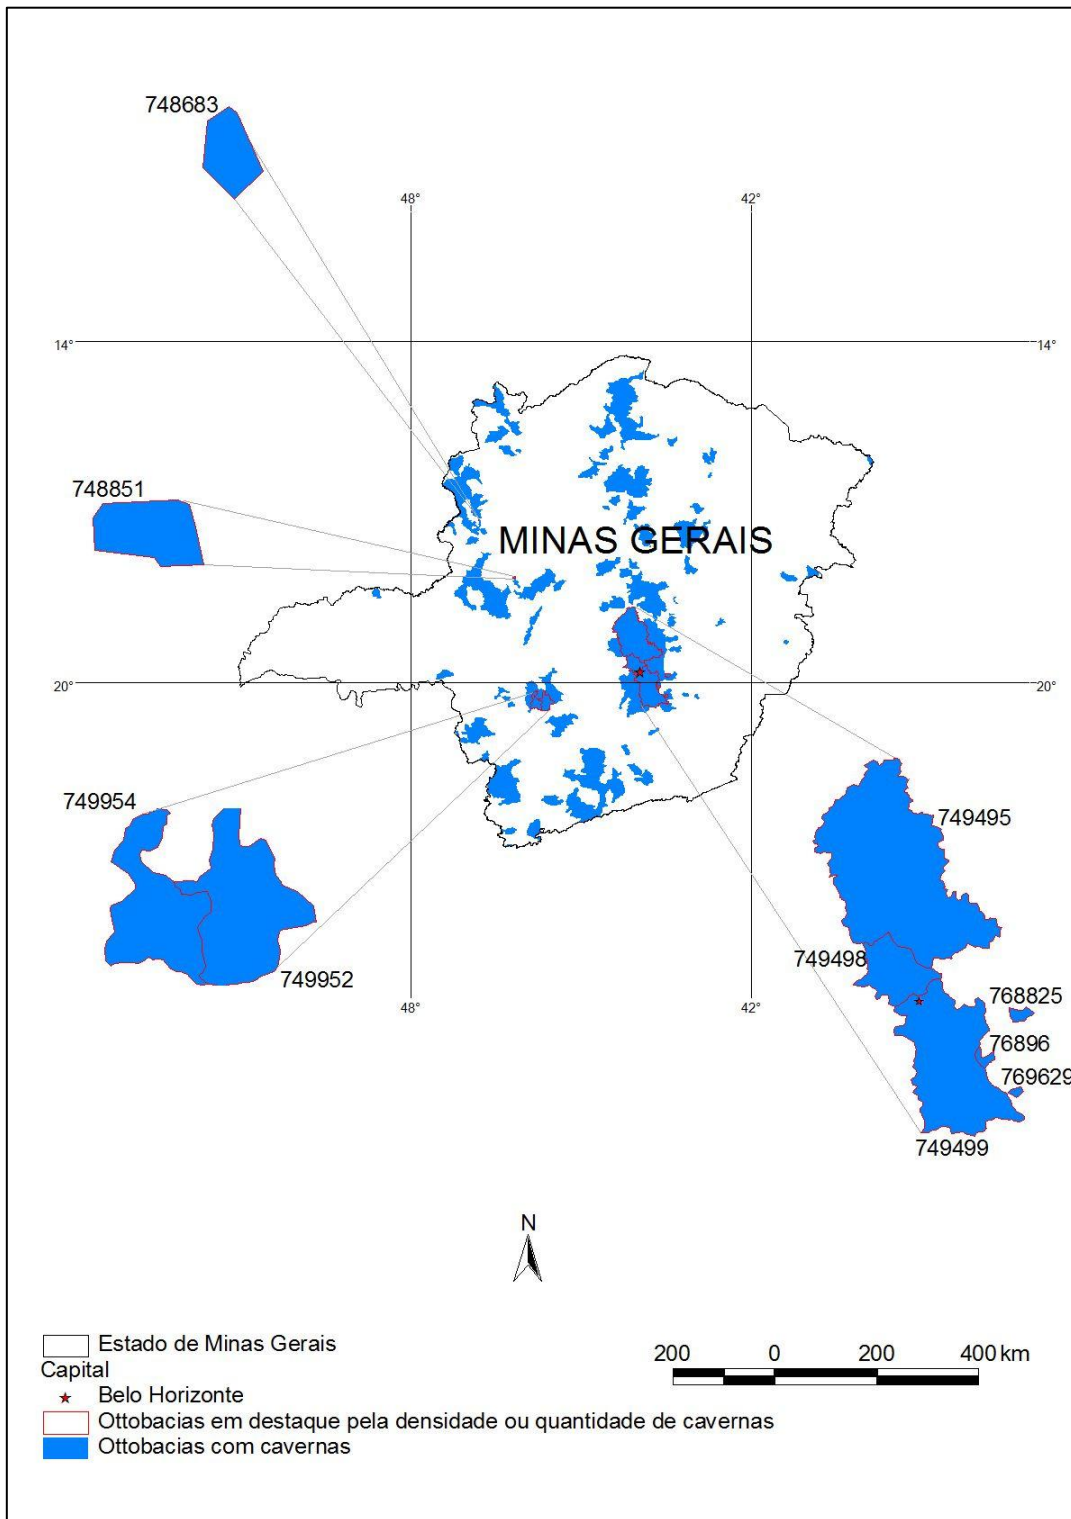 748683
48°
42°
14°
14°
748851
MINAS GERAIS
20°
20°
749954
749495
749498
749952
768825
48°
42°
76896
769629
749499
N
Estado de Minas Gerais
Capital
Belo Horizonte
Ottobacias em destaque pela densidade ou quantidade de cavernas
Ottobacias com cavernas
200 0 200 400 km